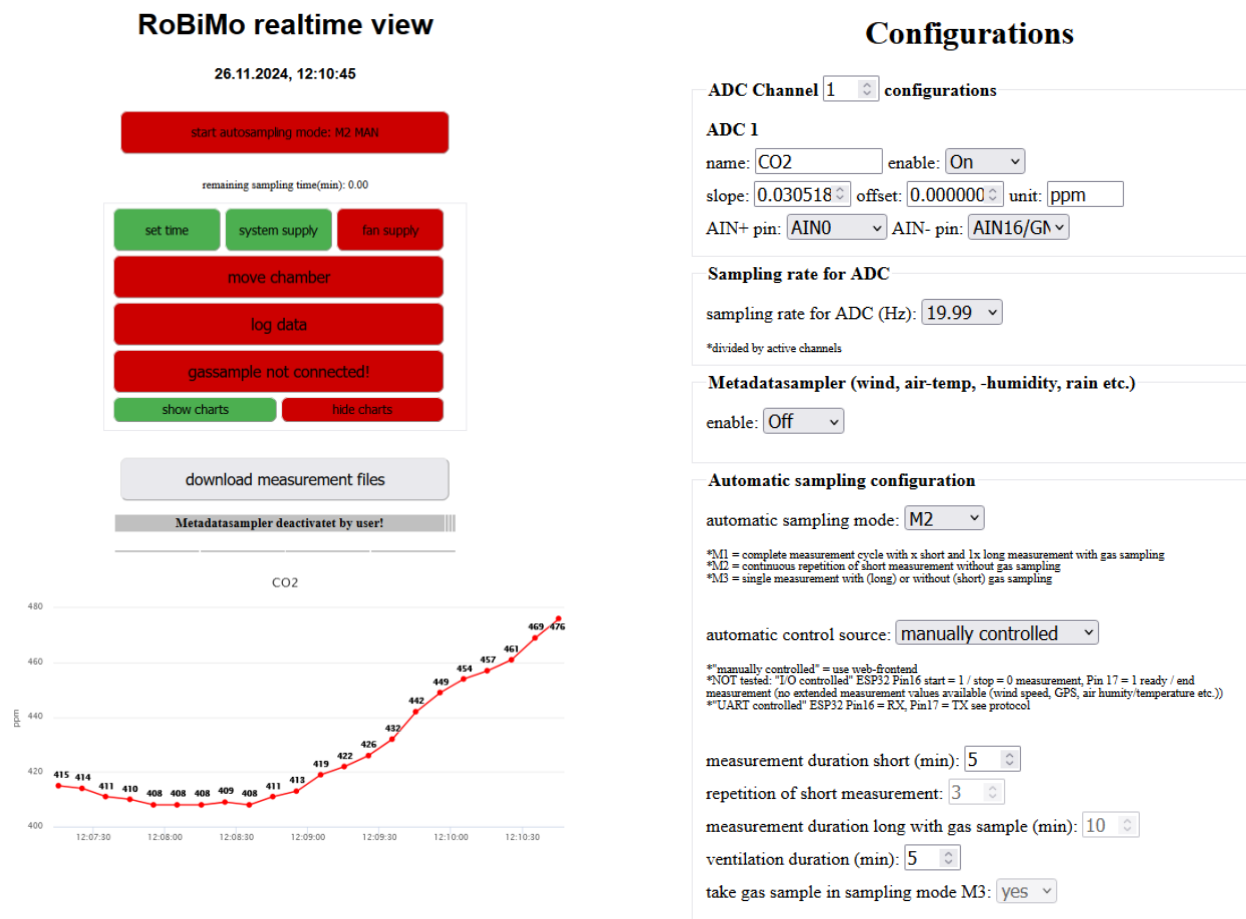 RoBiMo realtime view
26.11.2024, 12:10:45
start autosampling mode: M2 MAN
remaining sampling time(min): 0.00
set time system supply fan supply
move chamber
log data
gassample not connected!
show charts hide charts
download measurement files
Metadatasampler deactivatet by user!
CO2
480
460
440
420
400
ppm
415 414 411 410 408 408 408 409 408 411 413 419 422 426 432 442 449 454 457 461 469 476
12:07:30 12:08:00 12:08:30 12:09:00 12:09:30 12:10:00 12:10:30
Configurations
ADC Channel 1 configurations
ADC 1
name: CO2 enable: On
slope: 0.030518 offset: 0.000000 unit: ppm
AIN+ pin: AIN0 AIN- pin: AIN16/GN
Sampling rate for ADC
sampling rate for ADC (Hz): 19.99
*divided by active channels
Metadatasampler (wind, air-temp, -humidity, rain etc.)
enable: Off
Automatic sampling configuration
automatic sampling mode: M2
*M1 = complete measurement cycle with x short and 1x long measurement with gas sampling
*M2 = continuous repetition of short measurement without gas sampling
*M3 = single measurement with (long) or without (short) gas sampling
automatic control source: manually controlled
*"manually controlled" = use web-frontend
*NOT tested: "I/O controlled" ESP32 Pin16 start = 1 / stop = 0 measurement, Pin 17 = 1 ready / end
measurement (no extended measurement values available (wind speed, GPS, air humity/temperature etc.))
*"UART controlled" ESP32 Pin16 = RX, Pin17 = TX see protocol
measurement duration short (min): 5
repetition of short measurement: 3
measurement duration long with gas sample (min): 10
ventilation duration (min): 5
take gas sample in sampling mode M3: yes